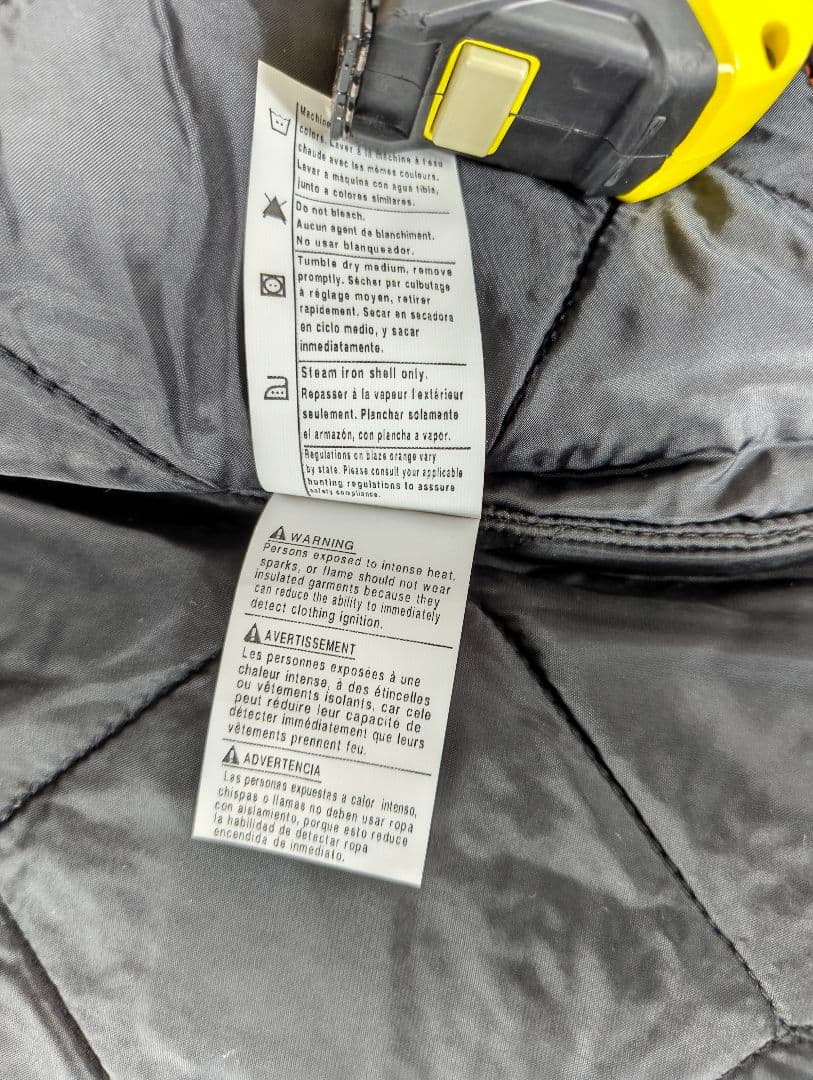 Machine
colors. Laver à la machine à l'eau
chaude avec les mêmes couleurs.
Lavar a máquina con agua tibia,
junto a colores similares.
Do not bleach.
Aucun agent de blanchiment.
No usar blanqueador.
Tumble dry medium, remove
promptly. Sécher par culbutage
à réglage moyen, retirer
rapidement. Secar en secadora
en ciclo medio, y sacar
inmediatamente.
Steam iron shell only.
Repasser à la vapeur l'extérieur
seulement. Planchar solamente
el armazón, con plancha a vapor.
Regulations on blaze orange vary
by state. Please consult your applicable
hunting regulations to asssure
safety compliance.
WARNING
Persons exposed to intense heat,
sparks, or flame should not wear
insulated garments because they
can reduce the ability to immediately
detect clothing ignition.
AVERTISSEMENT
Les personnes exposées à une
chaleur intense, à des étincelles
ou vêtements isolants, car cele
peut réduire leur capacité de
détecter immédiatement que leurs
vêtements prennent feu.
ADVERTENCIA
Las personas expuestas a calor intenso,
chispas o llamas no deben usar ropa
con aislamiento, porque esto reduce
la habilidad de detectar ropa
encendida de inmediato.